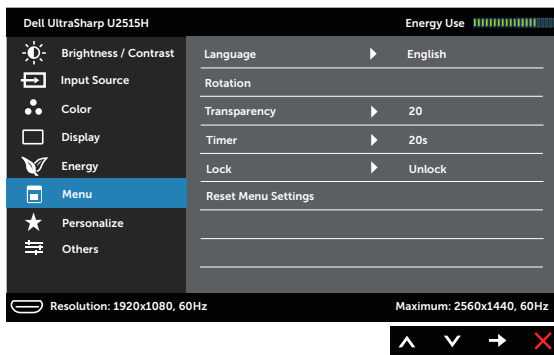 Dell UltraSharp U2515H Energy Use
Brightness / Contrast Language English
Input Source Rotation
Color Transparency 20
Display Timer 20s
Energy Lock Unlock
Menu Reset Menu Settings
Personalize
Others
Resolution: 1920x1080, 60Hz Maximum: 2560x1440, 60Hz